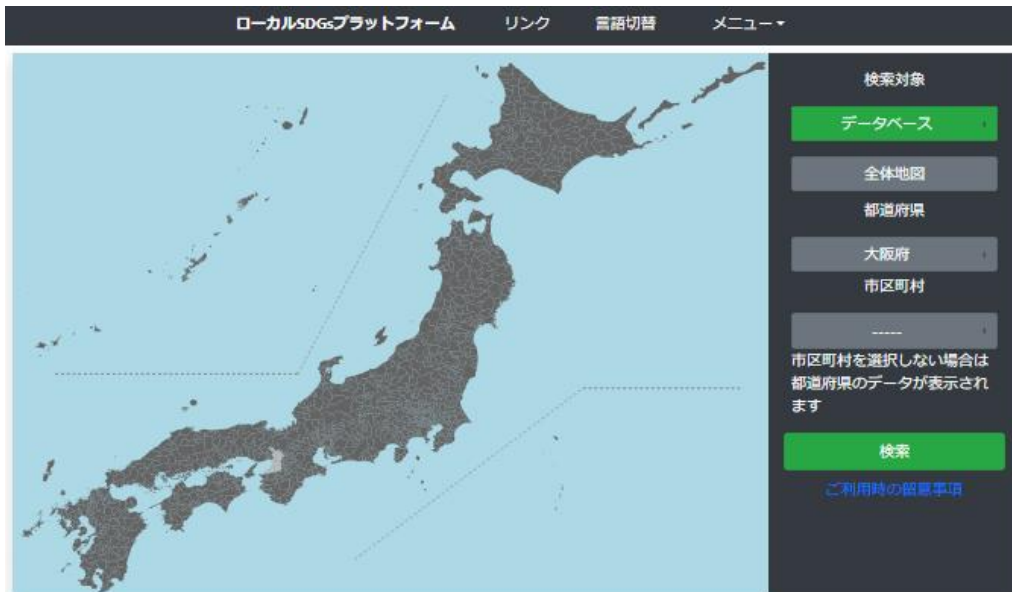 ローカルSDGsプラットフォーム リンク 言語切替 メニュー
検索対象
データベース
全体地図
都道府県
大阪府
市区町村
-----
市区町村を選択しない場合は
都道府県のデータが表示され
ます
検索
ご利用時の留意事項